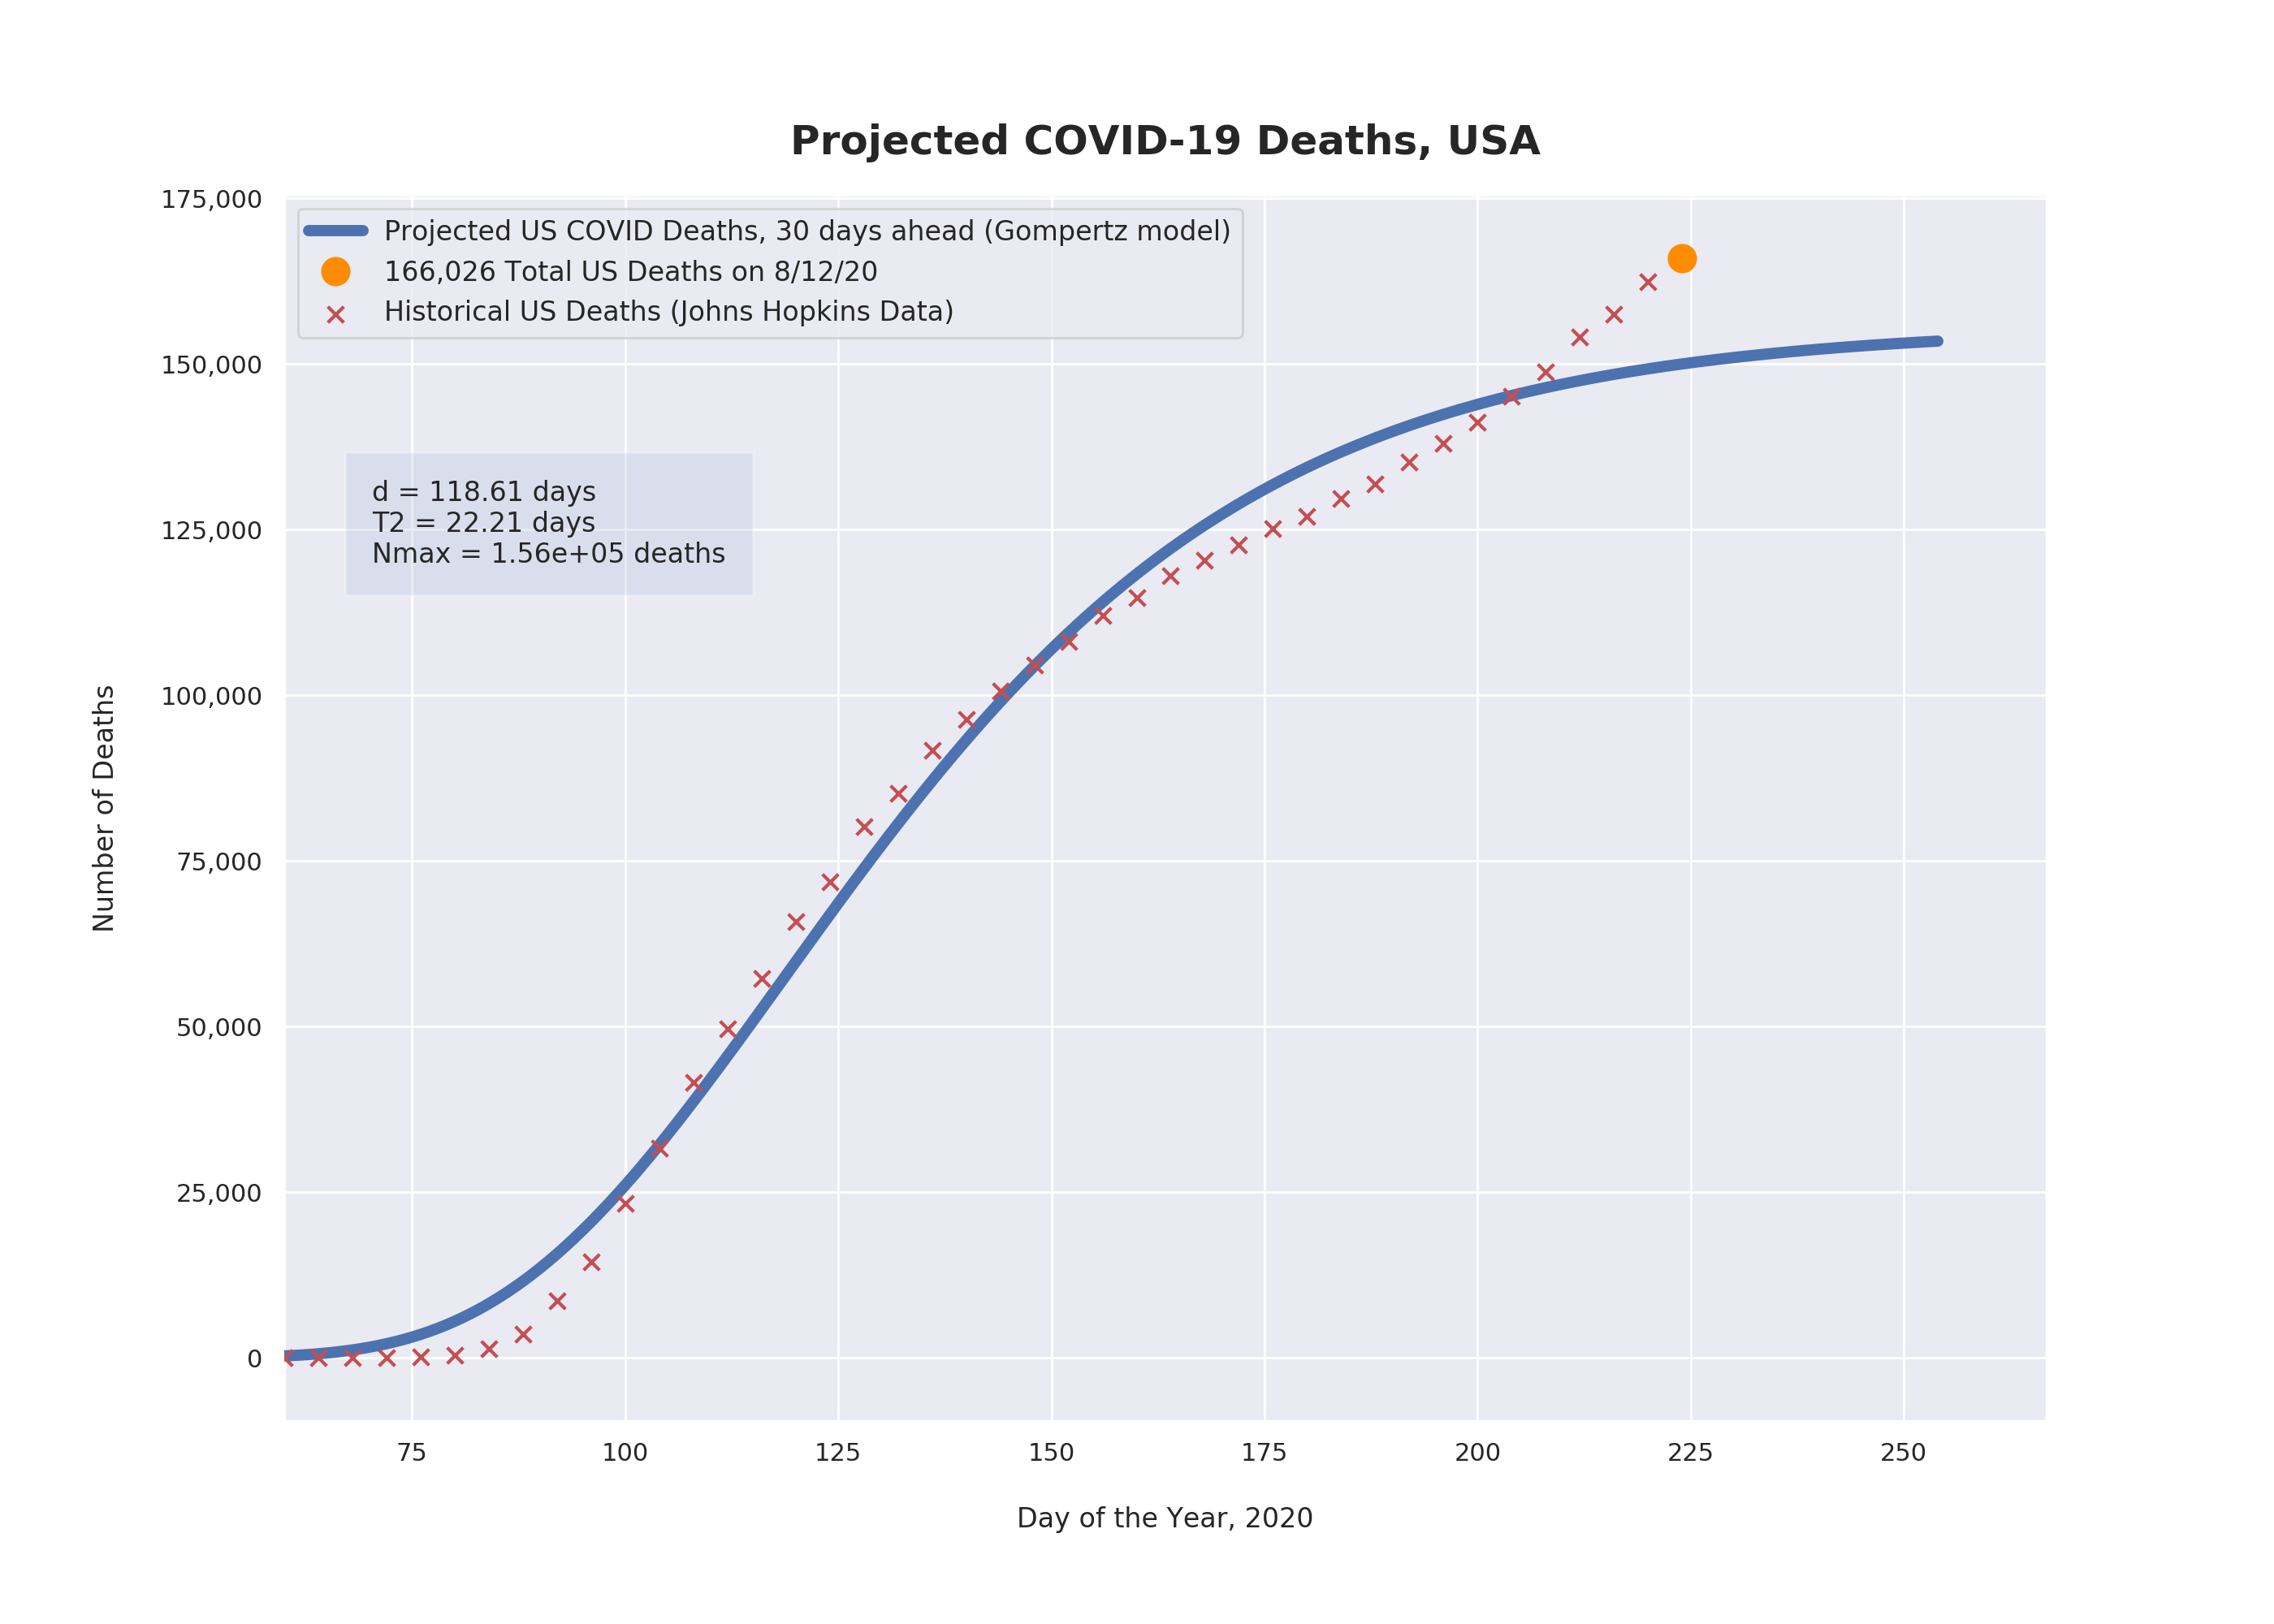 Projected COVID-19 Deaths, USA
175,000
150,000
125,000
100,000
75,000
50,000
25,000
0
Number of Deaths
Projected US COVID Deaths, 30 days ahead (Gompertz model)
166,026 Total US Deaths on 8/12/20
Historical US Deaths (Johns Hopkins Data)
d = 118.61 days
T2 = 22.21 days
Nmax = 1.56e+05 deaths
75 100 125 150 175 200 225 250
Day of the Year, 2020